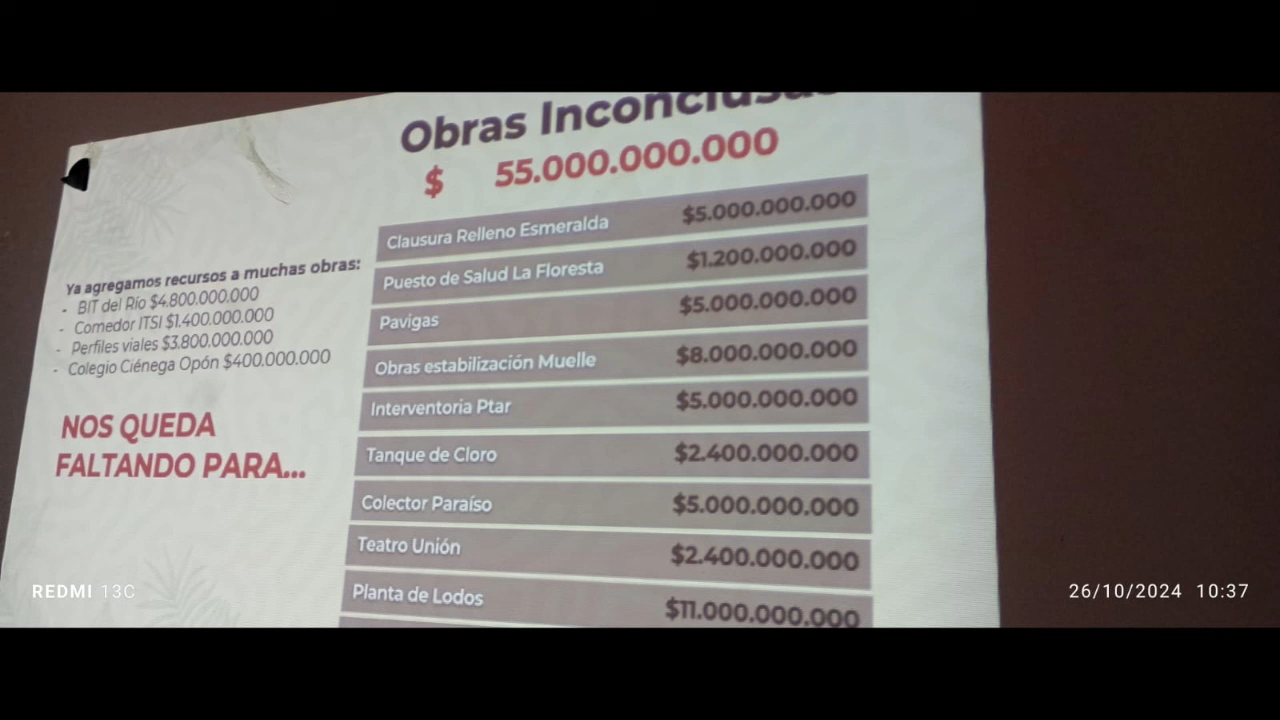 Obras Inconclusas
$ 55.000.000.000
Ya agregamos recursos a muchas obras:
- BIT del Río $4.800.000.000
- Comedor ITSI $1.400.000.000
- Perfiles viales $3.800.000.000
- Colegio Ciénega Opón $400.000.000
NOS QUEDA
FALTANDO PARA...
Clausura Relleno Esmeralda $5.000.000.000
Puesto de Salud La Floresta $1.200.000.000
Pavigas $5.000.000.000
Obras estabilización Muelle $8.000.000.000
Interventoria Ptar $5.000.000.000
Tanque de Cloro $2.400.000.000
Colector Paraíso $5.000.000.000
Teatro Unión $2.400.000.000
Planta de Lodos $11.000.000.000
REDMI 13C
26/10/2024 10:37